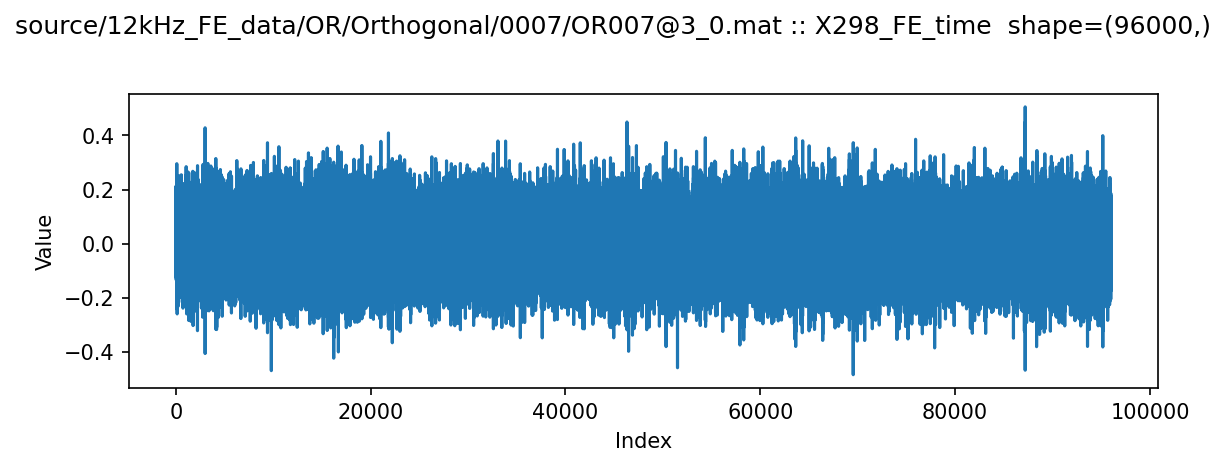 source/12kHz_FE_data/OR/Orthogonal/0007/OR007@3_0.mat :: X298_FE_time  shape=(96000,)
0.4
0.2
0.0
−0.2
−0.4
Value
0 20000 40000 60000 80000 100000
Index